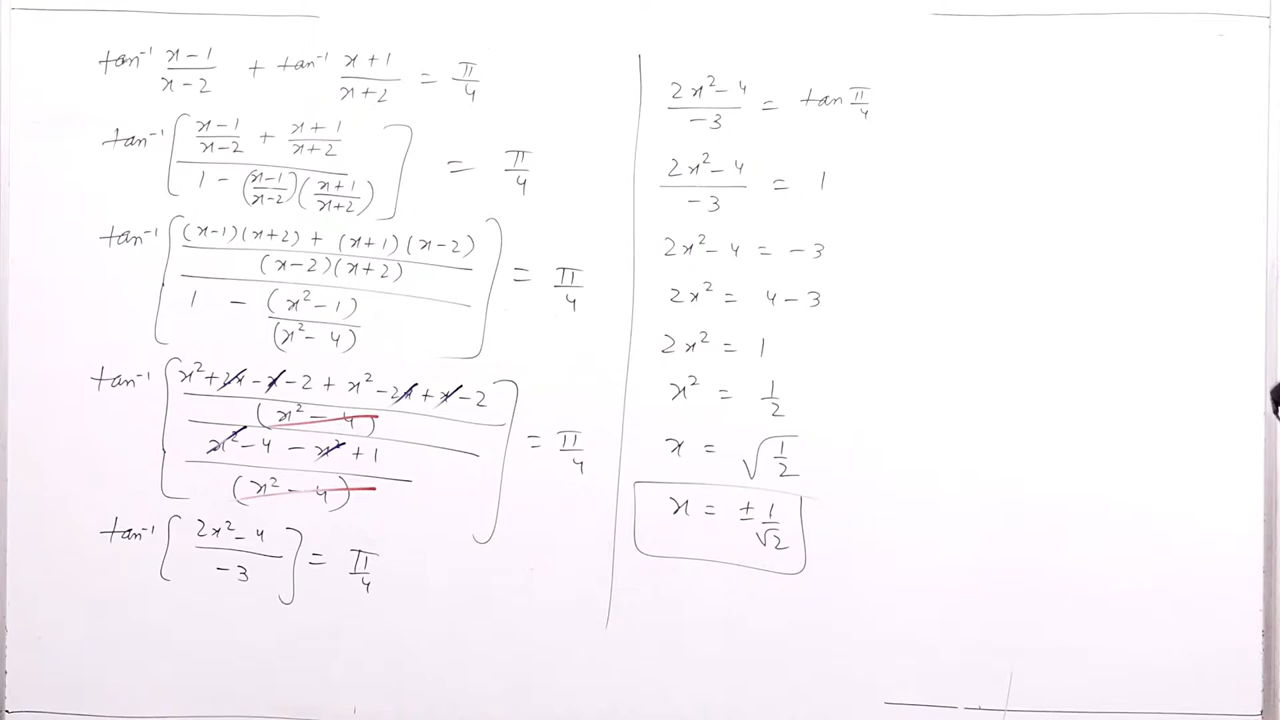 tan⁻¹ (x-1)/(x-2) + tan⁻¹ (x+1)/(x+2) = π/4
tan⁻¹ [ ( (x-1)/(x-2) + (x+1)/(x+2) ) / ( 1 - ((x-1)/(x-2)) ((x+1)/(x+2)) ) ] = π/4
tan⁻¹ [ ( ((x-1)(x+2) + (x+1)(x-2)) / ((x-2)(x+2)) ) / ( 1 - (x²-1)/(x²-4) ) ] = π/4
tan⁻¹ [ ( (x²+2x-x-2+x²-2x+x-2) / (x²-4) ) / ( (x²-4-x²+1) / (x²-4) ) ] = π/4
tan⁻¹ [ (2x²-4) / -3 ] = π/4
(2x²-4) / -3 = tan π/4
(2x²-4) / -3 = 1
2x²-4 = -3
2x² = 4-3
2x² = 1
x² = 1/2
x = √(1/2)
x = ± 1/√2